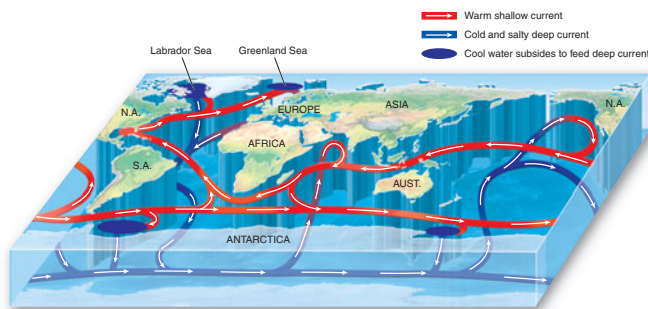 Warm shallow current
Cold and salty deep current
Cool water subsides to feed deep current
Labrador Sea
Greenland Sea
N.A.
EUROPE
ASIA
N.A.
AFRICA
S.A.
AUST.
ANTARCTICA